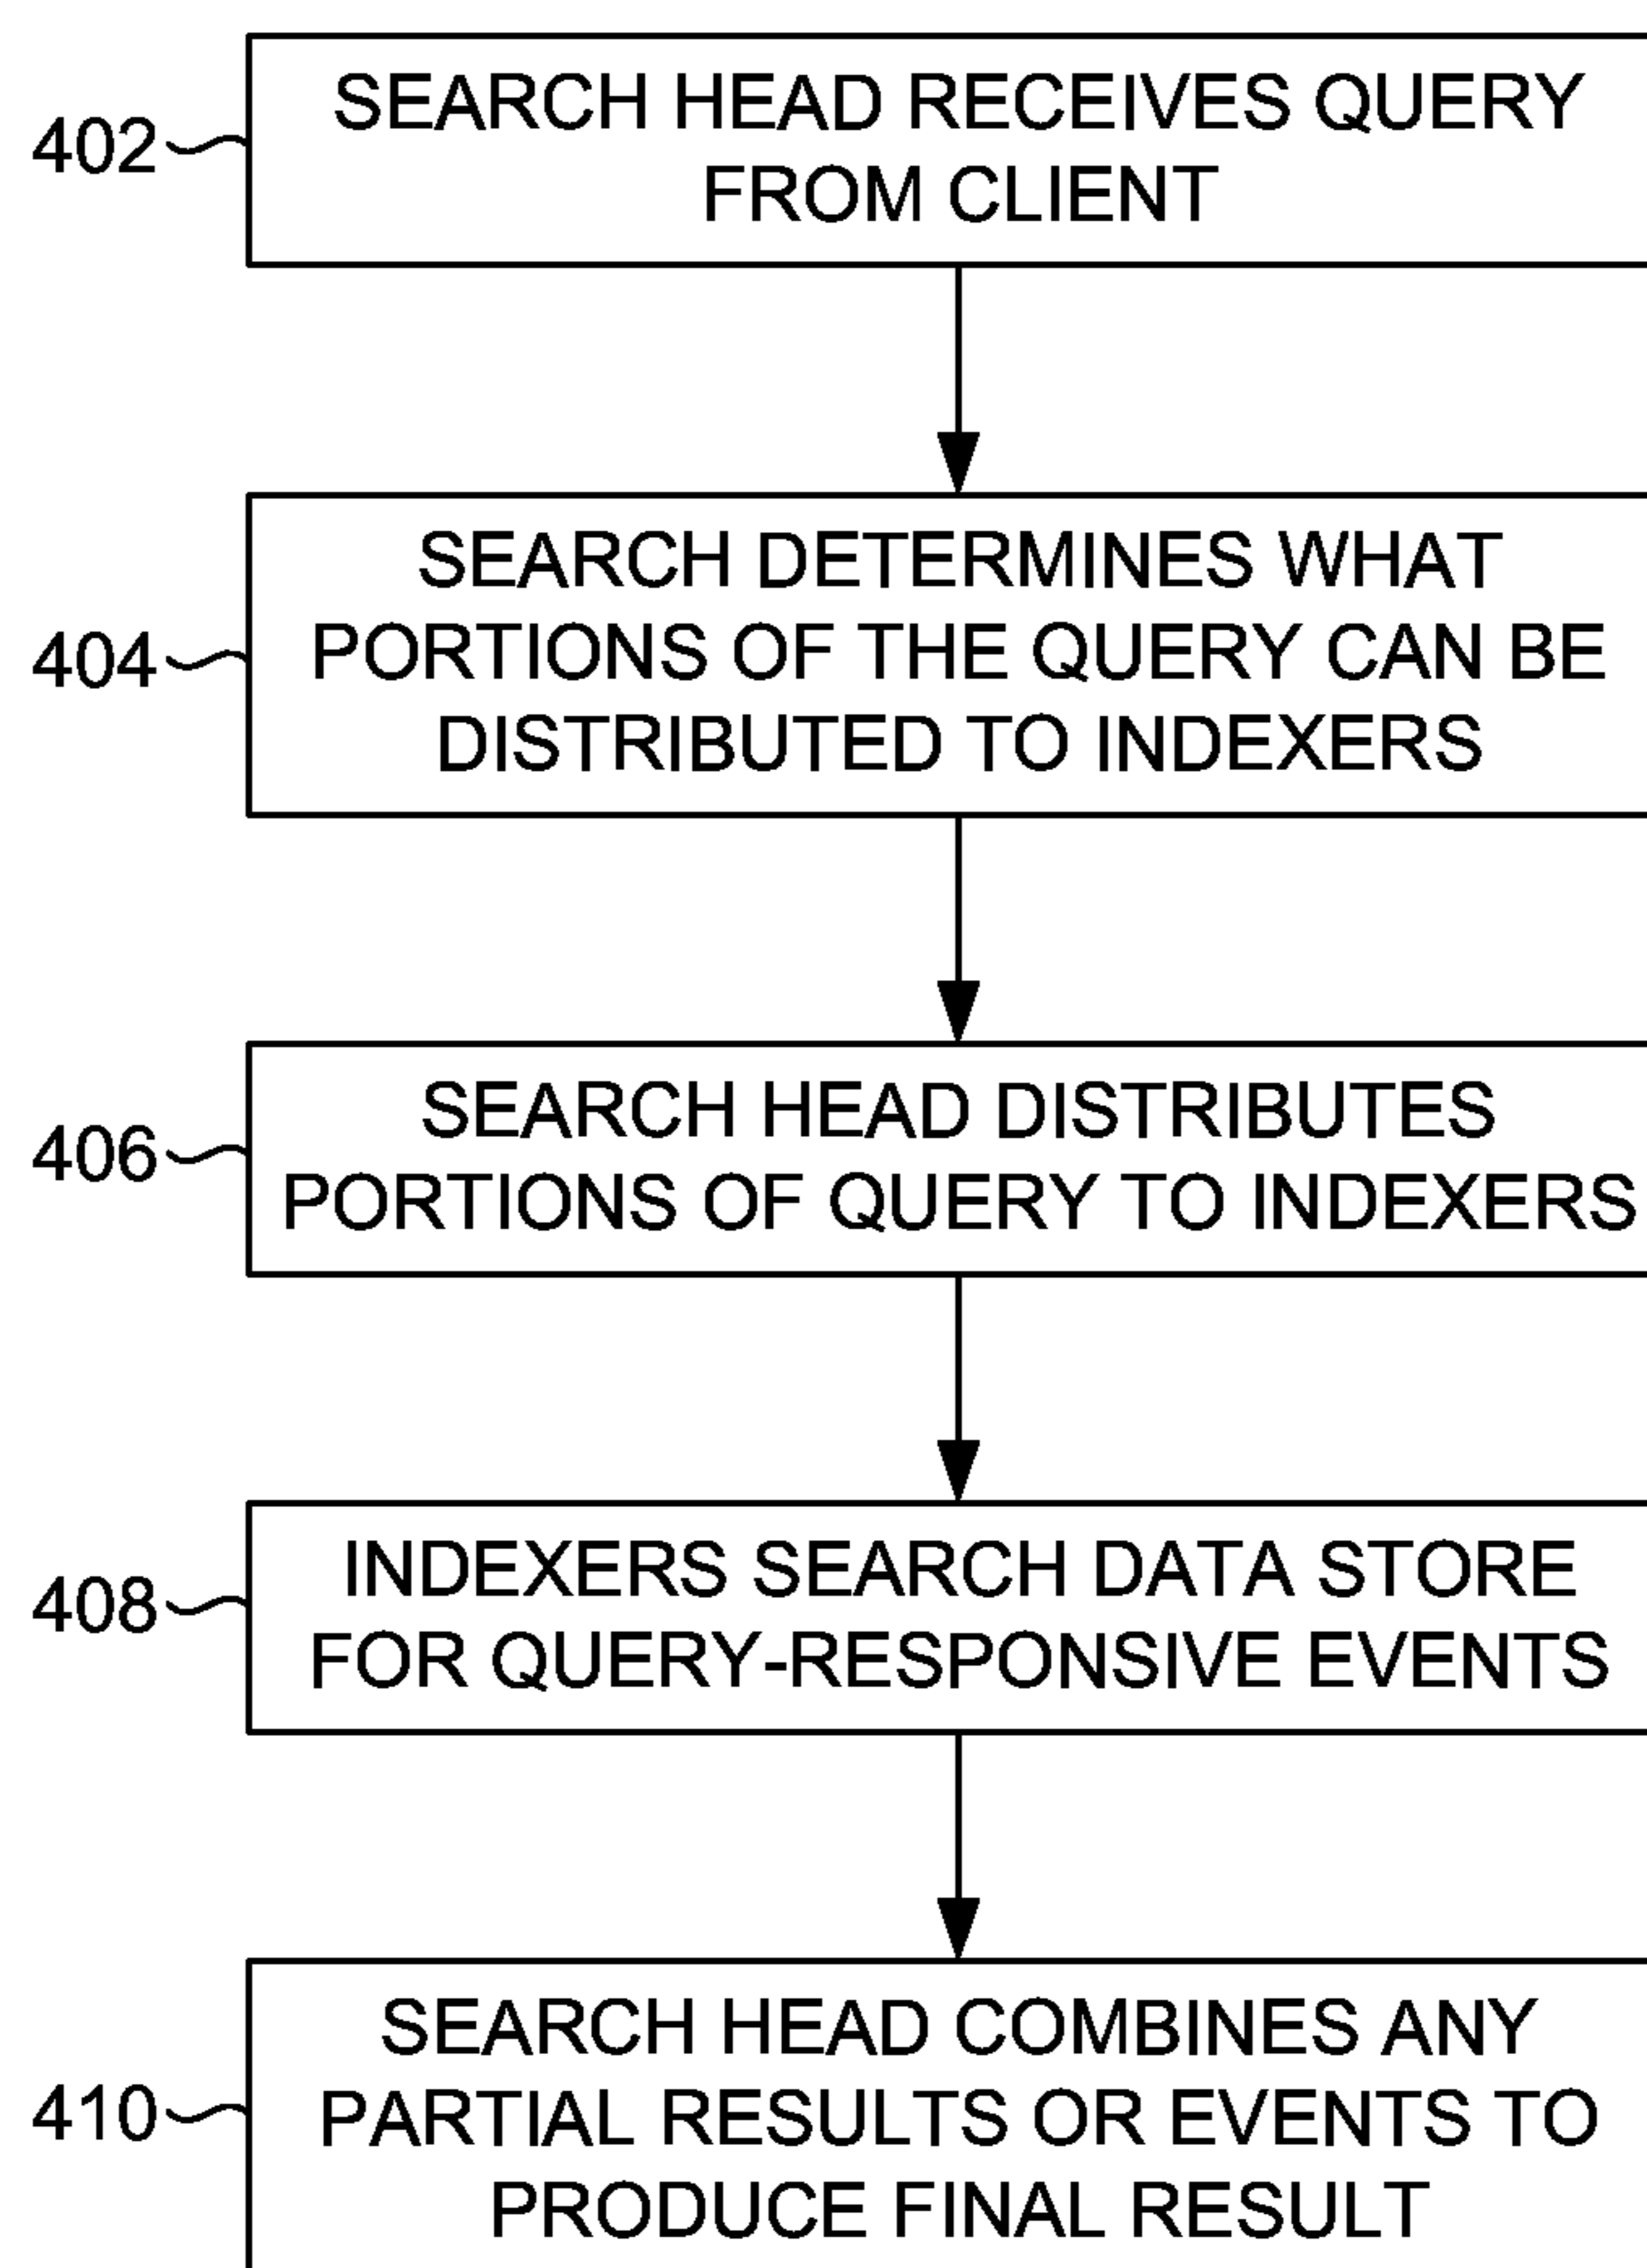 402
SEARCH HEAD RECEIVES QUERY
FROM CLIENT
404
SEARCH DETERMINES WHAT
PORTIONS OF THE QUERY CAN BE
DISTRIBUTED TO INDEXERS
406
SEARCH HEAD DISTRIBUTES
PORTIONS OF QUERY TO INDEXERS
408
INDEXERS SEARCH DATA STORE
FOR QUERY-RESPONSIVE EVENTS
410
SEARCH HEAD COMBINES ANY
PARTIAL RESULTS OR EVENTS TO
PRODUCE FINAL RESULT